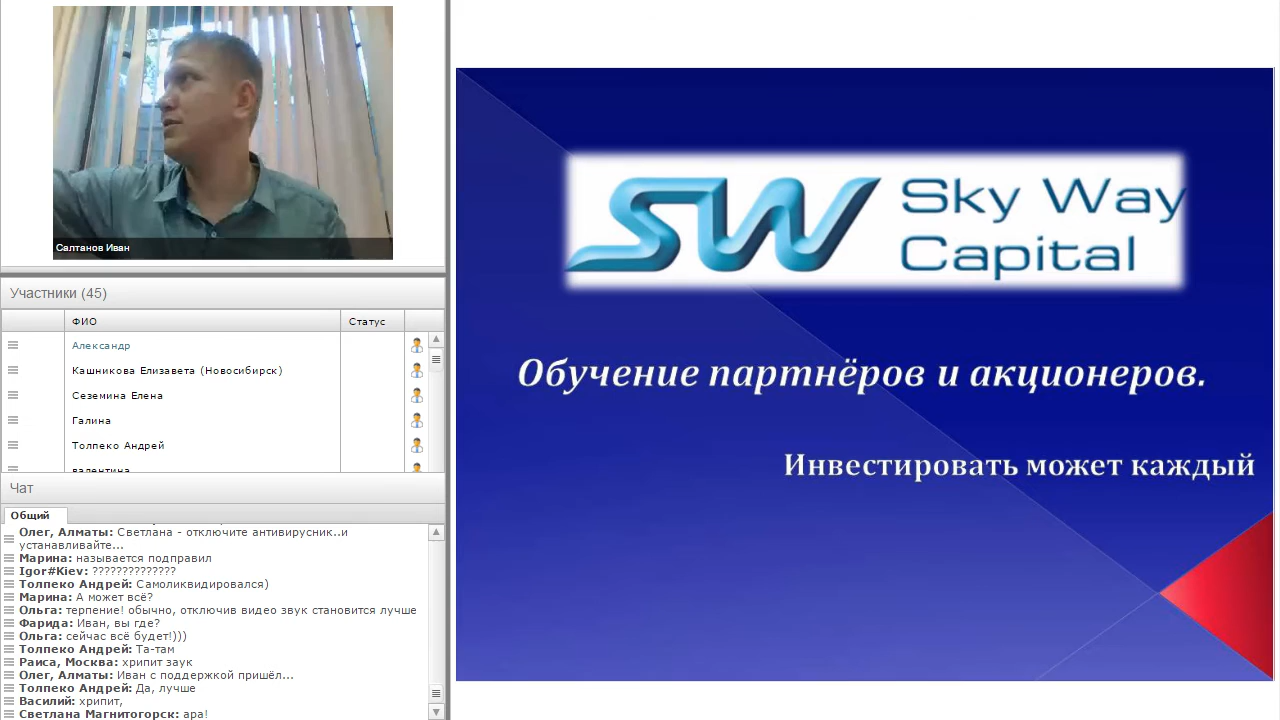 Салтанов Иван
Участники (45)
ФИО
Статус
Александр
Кашникова Елизавета (Новосибирск)
Сеземина Елена
Галина
Толпеко Андрей
валентина
Чат
Общий
Олег, Алматы: Светлана - отключите антивирусник..и
устанавливайте...
Марина: называется подправил
Igor#Kiev: ??????????????
Толпеко Андрей: Самоликвидировался)
Марина: А может всё?
Ольга: терпение! обычно, отключив видео звук становится лучше
Фарида: Иван, вы где?
Ольга: сейчас всё будет!)))
Толпеко Андрей: Та-там
Раиса, Москва: хрипит заук
Олег, Алматы: Иван с поддержкой пришёл...
Толпеко Андрей: Да, лучше
Василий: хрипит,
Светлана Магнитогорск: ара!
SW Sky Way
Capital
Обучение партнёров и акционеров.
Инвестировать может каждый